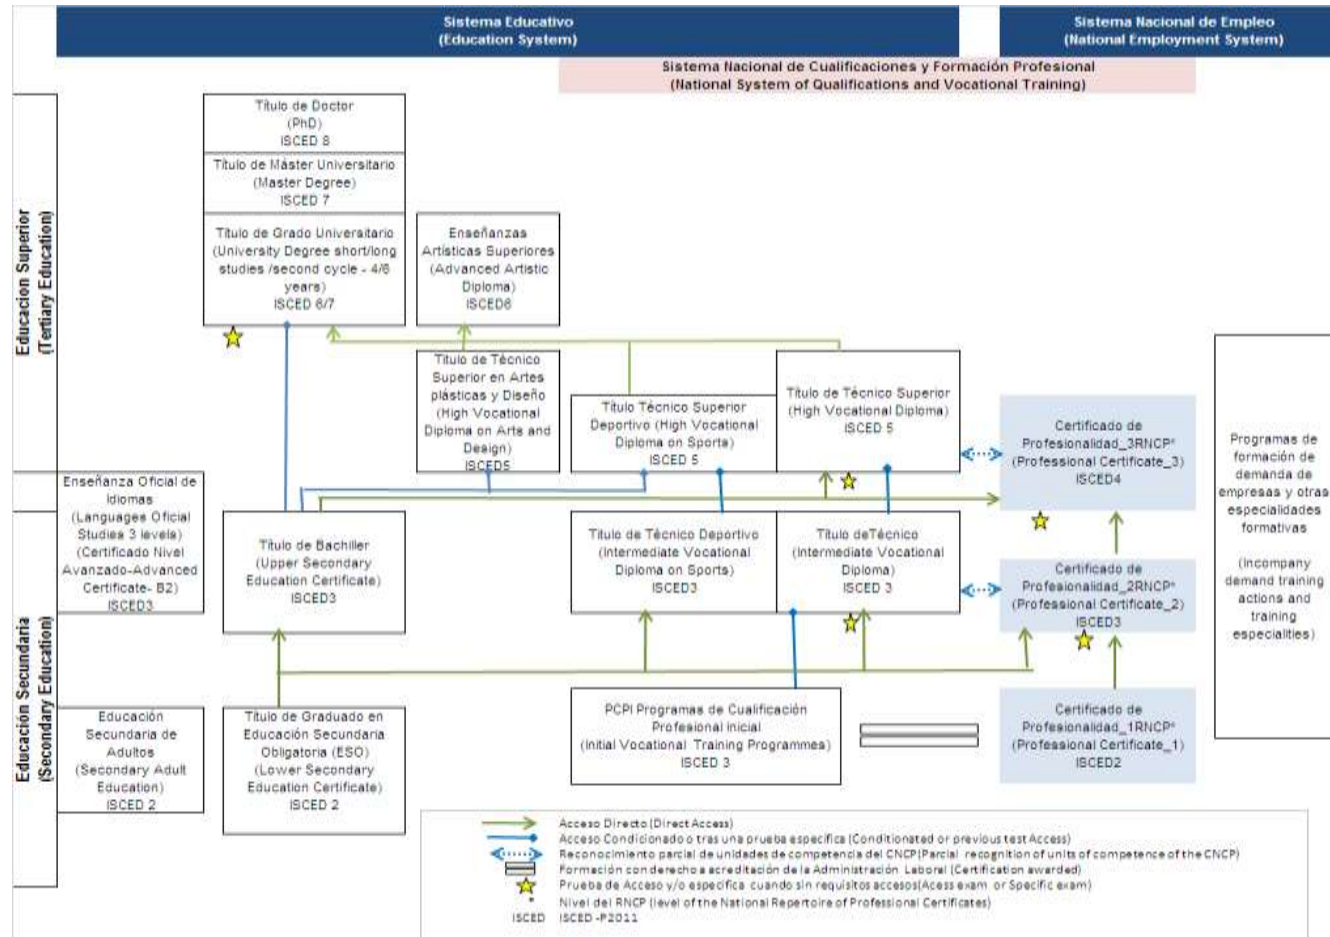 Sistema Educativo
(Education System)
Sistema Nacional de Empleo
(National Employment System)
Sistema Nacional de Cualificaciones y Formación Profesional
(National System of Qualifications and Vocational Training)
Educacion Superior
(Tertiary Education)
Título de Doctor
(PhD)
ISCED 8
Título de Máster Universitario
(Master Degree)
ISCED 7
Título de Grado Universitario
(University Degree short/long
studies /second cycle - 4/6
years)
ISCED 6/7
Enseñanzas
Artísticas Superiores
(Advanced Artistic
Diploma)
ISCED6
Título de Técnico
Superior en Artes
plásticas y Diseño
(High Vocational
Diploma on Arts and
Design)
ISCED5
Título Técnico Superior
Deportivo (High Vocational
Diploma on Sports)
ISCED 5
Título de Técnico Superior
(High Vocational Diploma)
ISCED 5
Certificado de
Profesionalidad_3RNCP*
(Professional Certificate_3)
ISCED4
Programas de
formación de
demanda de
empresas y otras
especialidades
formativas
(Incompany
demand training
actions and
training
especialities)
Educación Secundaria
(Secondary Education)
Enseñanza Oficial de
Idiomas
(Languages Oficial
Studies 3 levels)
(Certificado Nivel
Avanzado-Advanced
Certificate- B2)
ISCED3
Título de Bachiller
(Upper Secondary
Education Certificate)
ISCED3
Título de Técnico Deportivo
(Intermediate Vocational
Diploma on Sports)
ISCED3
Título deTécnico
(Intermediate Vocational
Diploma)
ISCED 3
Certificado de
Profesionalidad_2RNCP*
(Professional Certificate_2)
ISCED3
Educación
Secundaria de
Adultos
(Secondary Adult
Education)
ISCED 2
Título de Graduado en
Educación Secundaria
Obligatoria (ESO)
(Lower Secondary
Education Certificate)
ISCED 2
PCPI Programas de Cualificación
Profesional Inicial
(Initial Vocational Training Programmes)
ISCED 3
Certificado de
Profesionalidad_1RNCP*
(Professional Certificate_1)
ISCED2
Acceso Directo (Direct Access)
Acceso Condicionado o tras una prueba específica (Conditionated or previous test Access)
Reconocimiento parcial de unidades de competencia del CNCP(Parcial recognition of units of competence of the CNCP)
Formación con derecho a acreditación de la Administración Laboral (Certification awarded)
Prueba de Acceso y/o especifica cuando sin requisitos accesos(Acess exam or Specific exam)
* Nivel del RNCP (level of the National Repertoire of Professional Certificates)
ISCED ISCED -P2011